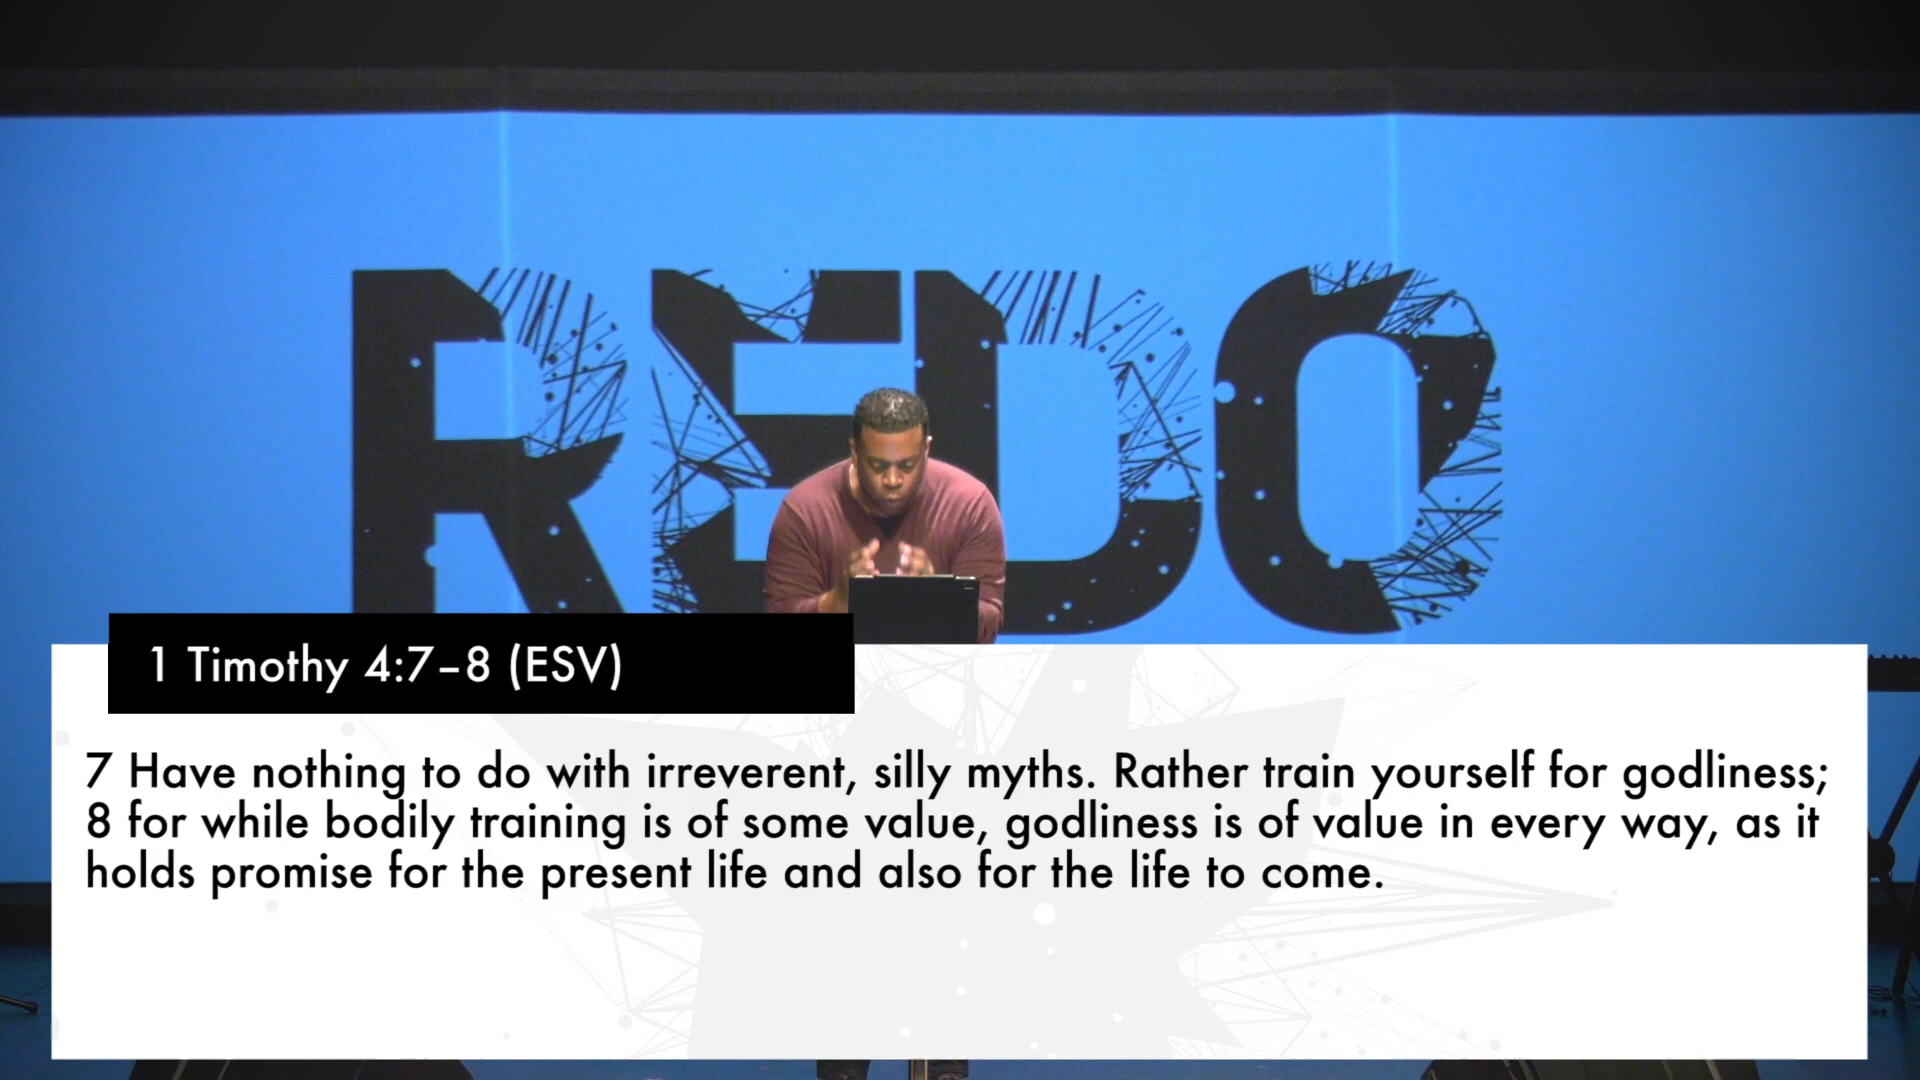 REDO
1 Timothy 4:7–8 (ESV)
7 Have nothing to do with irreverent, silly myths. Rather train yourself for godliness;
8 for while bodily training is of some value, godliness is of value in every way, as it
holds promise for the present life and also for the life to come.